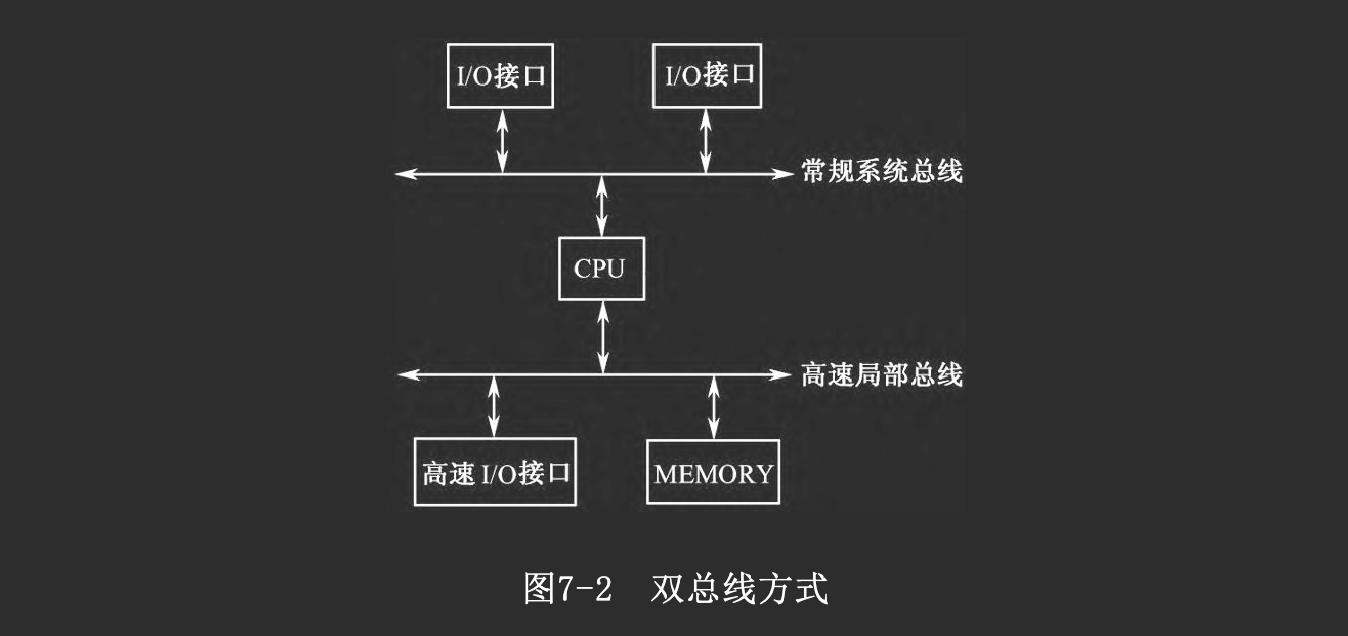 I/O接口 I/O接口
常规系统总线
CPU
高速局部总线
高速 I/O接口 MEMORY
图7-2 双总线方式